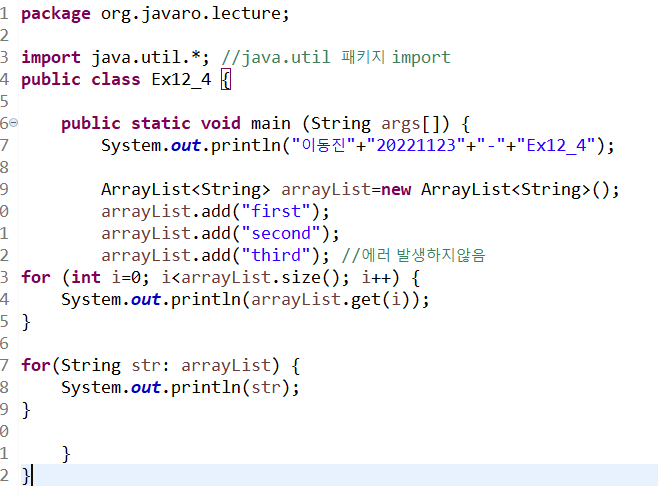 1 package org.javaro.lecture;
2
3 import java.util.*; //java.util 패키지 import
4 public class Ex12_4 {
5
6 public static void main (String args[]) {
7 System.out.println("이동진"+"20221123"+"-"+"Ex12_4");
8
9 ArrayList<String> arrayList=new ArrayList<String>();
0 arrayList.add("first");
1 arrayList.add("second");
2 arrayList.add("third"); //에러 발생하지않음
3 for (int i=0; i<arrayList.size(); i++) {
4 System.out.println(arrayList.get(i));
5 }
6
7 for(String str: arrayList) {
8 System.out.println(str);
9 }
0
1 }
2 }